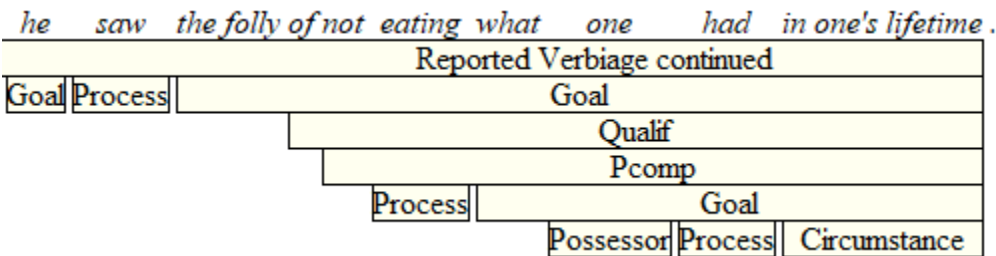 he saw the folly of not eating what one had in one's lifetime .
Reported Verbiage continued
Goal Process Goal
Qualif
Pcomp
Process Goal
Possessor Process Circumstance